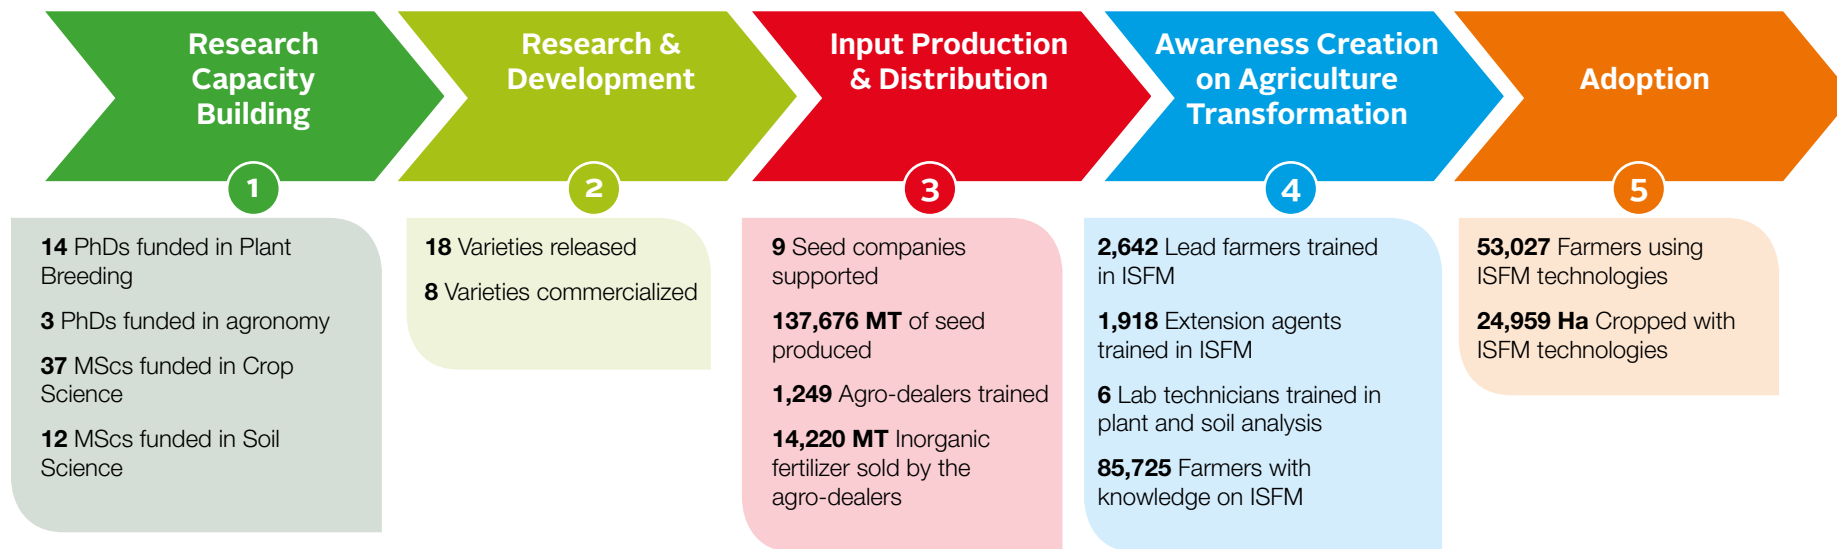 Research
Capacity
Building
1
14 PhDs funded in Plant
Breeding
3 PhDs funded in agronomy
37 MScs funded in Crop
Science
12 MScs funded in Soil
Science
Research &
Development
2
18 Varieties released
8 Varieties commercialized
Input Production
& Distribution
3
9 Seed companies
supported
137,676 MT of seed
produced
1,249 Agro-dealers trained
14,220 MT Inorganic
fertilizer sold by the
agro-dealers
Awareness Creation
on Agriculture
Transformation
4
2,642 Lead farmers trained
in ISFM
1,918 Extension agents
trained in ISFM
6 Lab technicians trained in
plant and soil analysis
85,725 Farmers with
knowledge on ISFM
Adoption
5
53,027 Farmers using
ISFM technologies
24,959 Ha Cropped with
ISFM technologies